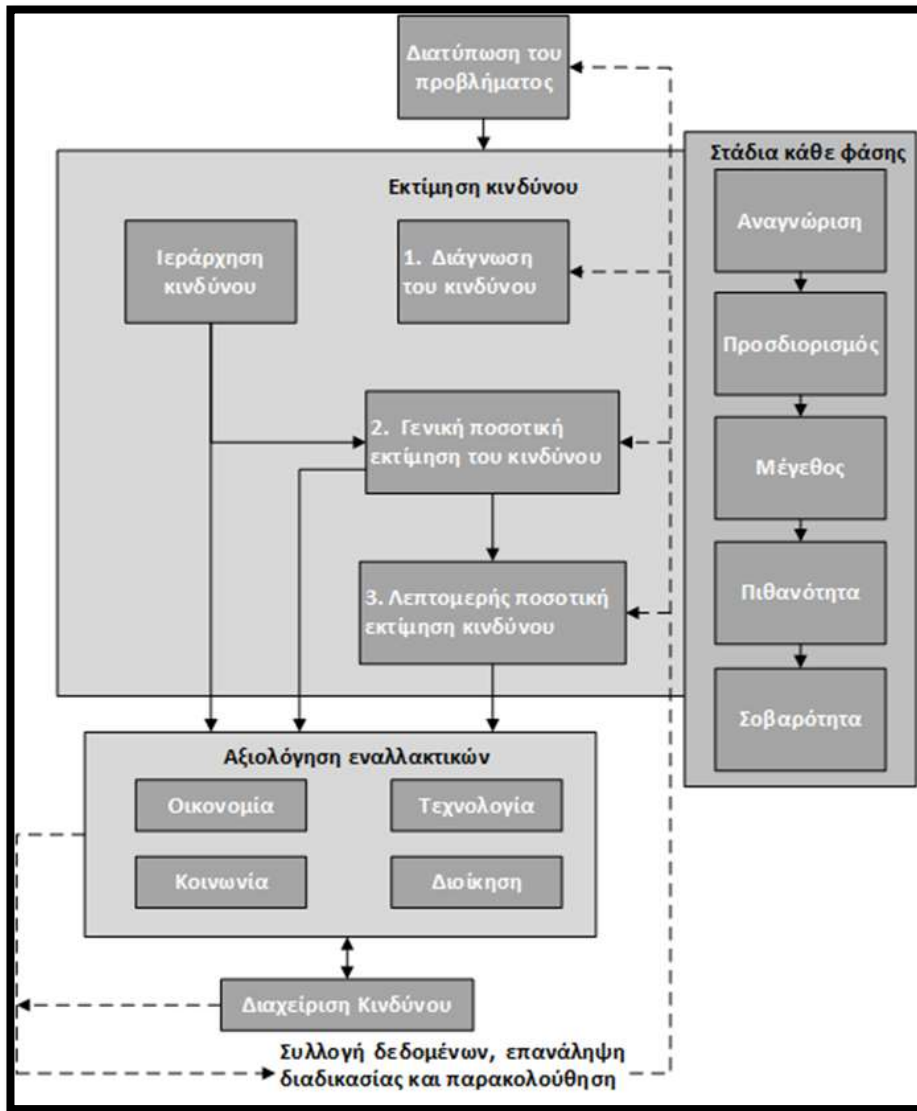 Διατύπωση του
προβλήματος
Εκτίμηση κινδύνου
Ιεράρχηση
κινδύνου
1. Διάγνωση
του κινδύνου
2. Γενική ποσοτική
εκτίμηση του κινδύνου
3. Λεπτομερής ποσοτική
εκτίμηση κινδύνου
Στάδια κάθε φάσης
Αναγνώριση
Προσδιορισμός
Μέγεθος
Πιθανότητα
Σοβαρότητα
Αξιολόγηση εναλλακτικών
Οικονομία
Τεχνολογία
Κοινωνία
Διοίκηση
Διαχείριση Κινδύνου
Συλλογή δεδομένων, επανάληψη
διαδικασίας και παρακολούθηση